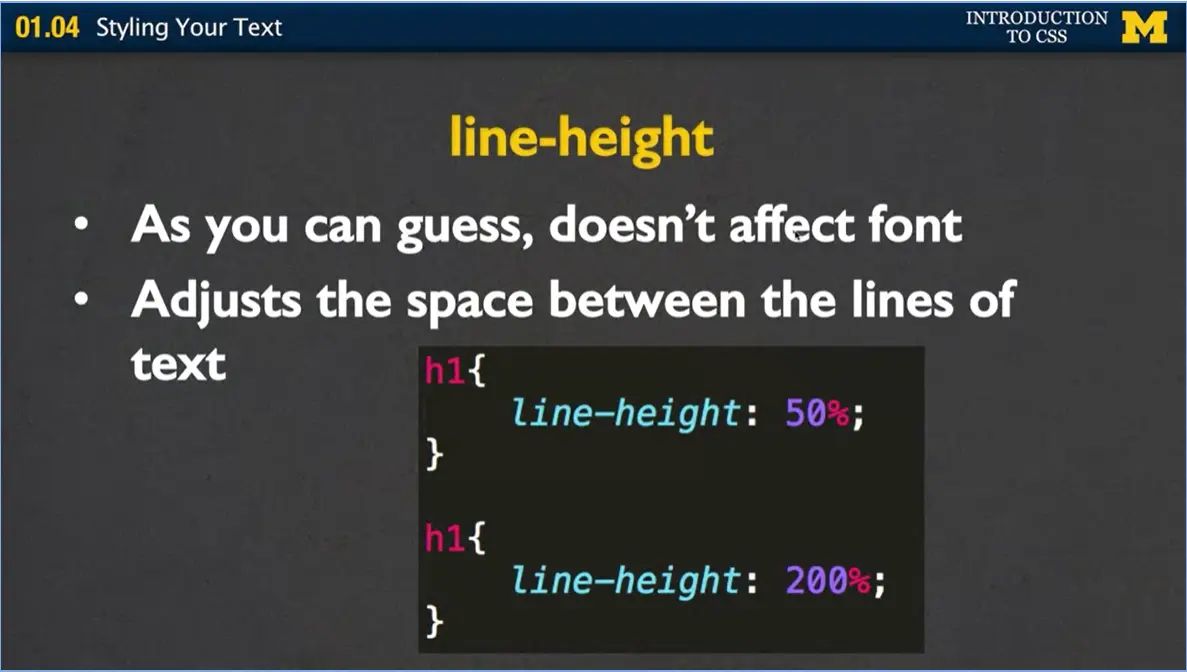 01.04 Styling Your Text
INTRODUCTION
TO CSS
M
line-height
• As you can guess, doesn’t affect font
• Adjusts the space between the lines of
text
h1{
line-height: 50%;
}
h1{
line-height: 200%;
}